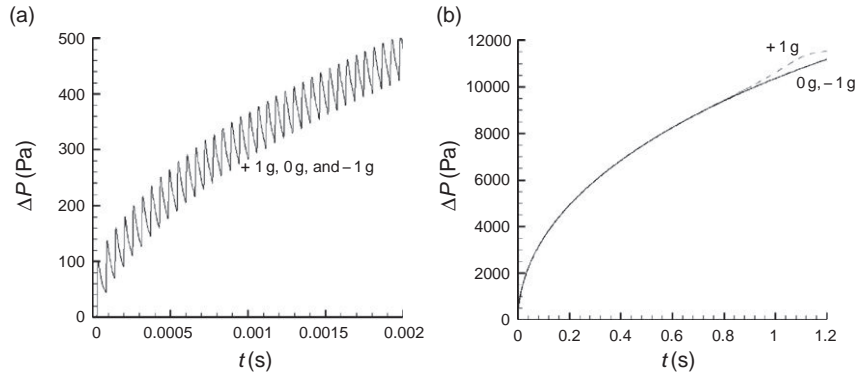 (a)
500
400
300
200
100
0
ΔP (Pa)
+ 1 g, 0 g, and – 1 g
0
0.0005
0.001
0.0015
0.002
t (s)
(b)
12000
10000
8000
6000
4000
2000
0
ΔP (Pa)
+ 1 g
0 g, – 1 g
0
0.2
0.4
0.6
0.8
1
1.2
t (s)